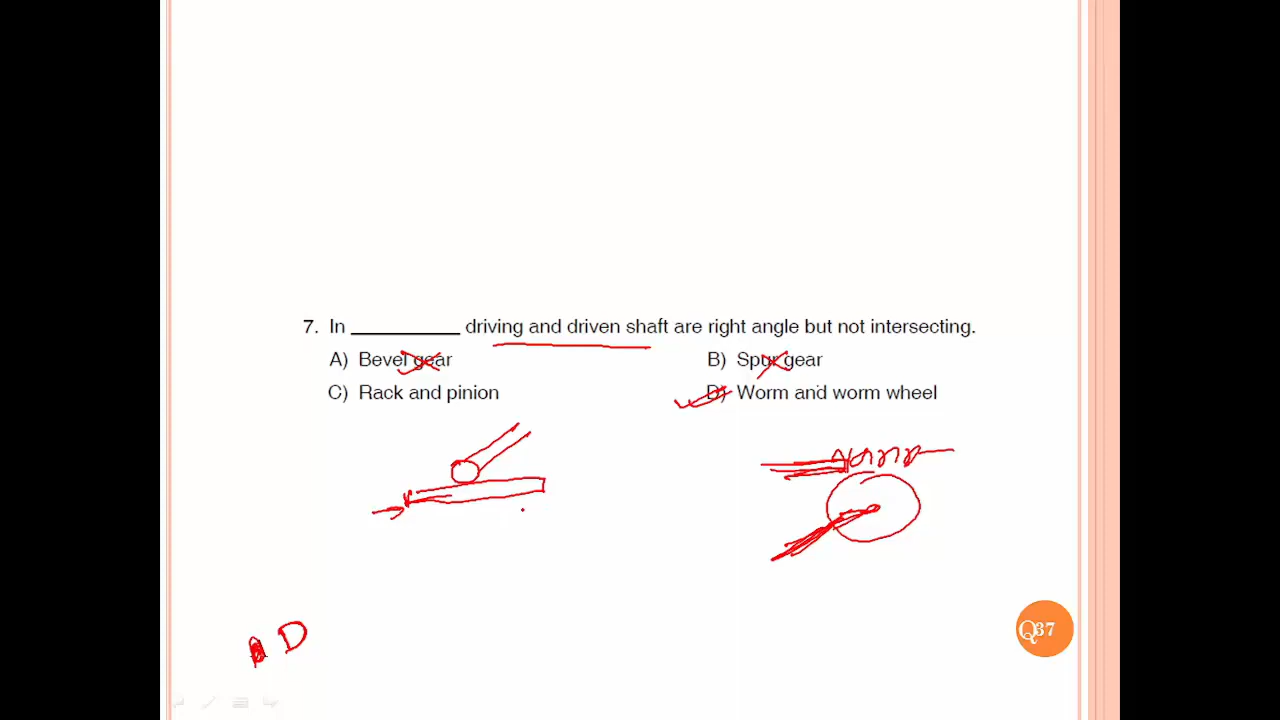 7. In __________ driving and driven shaft are right angle but not intersecting.
A) Bevel gear B) Spur gear
C) Rack and pinion D) Worm and worm wheel
D
Q37